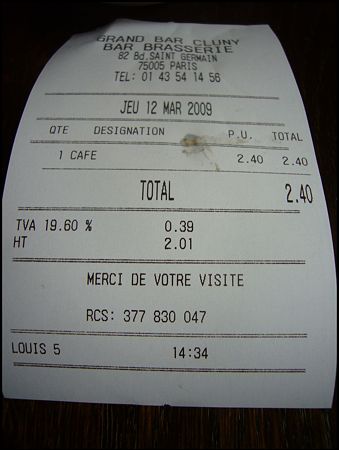 GRAND BAR CLUNY
BAR BRASSERIE
82 Bd.SAINT GERMAIN
75005 PARIS
TEL: 01 43 54 14 56
JEU 12 MAR 2009
QTE DESIGNATION P.U. TOTAL
1 CAFE 2.40 2.40
TOTAL 2.40
TVA 19.60 % 0.39
HT 2.01
MERCI DE VOTRE VISITE
RCS: 377 830 047
LOUIS 5 14:34